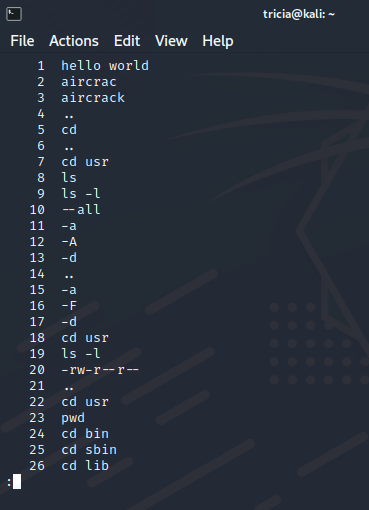 tricia@kali: ~
File Actions Edit View Help
1 hello world
2 aircrac
3 aircrack
4 ..
5 cd
6 ..
7 cd usr
8 ls
9 ls -l
10 --all
11 -a
12 -A
13 -d
14 ..
15 -a
16 -F
17 -d
18 cd usr
19 ls -l
20 -rw-r--r--
21 ..
22 cd usr
23 pwd
24 cd bin
25 cd sbin
26 cd lib
: